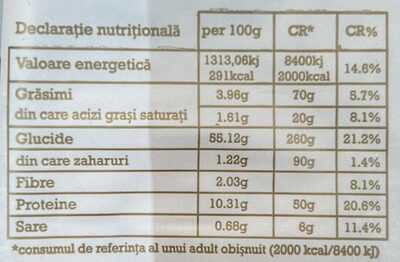 Declarație nutrițională per 100g CR* CR%
Valoare energetică 1313,06kj 291kcal 8400kj 2000kcal 14.6%
Grăsimi 3.96g 70g 5.7%
din care acizi grași saturați 1.61g 20g 8.1%
Glucide 55.12g 260g 21.2%
din care zaharuri 1.22g 90g 1.4%
Fibre 2.03g 8.1%
Proteine 10.31g 50g 20.6%
Sare 0.68g 6g 11.4%
*consumul de referința al unui adult obișnuit (2000 kcal/8400 kJ)